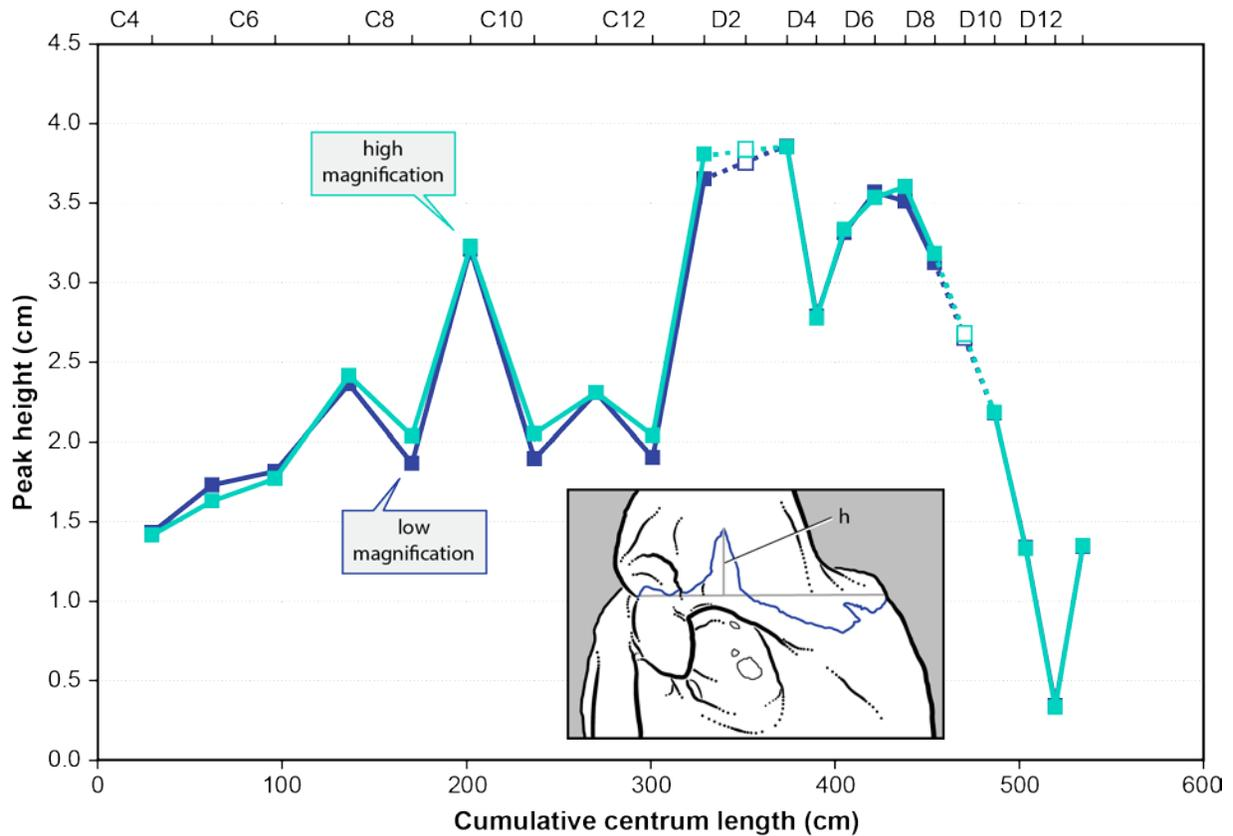 C4 C6 C8 C10 C12 D2 D4 D6 D8 D10 D12
4.5
4.0
3.5
3.0
2.5
2.0
1.5
1.0
0.5
0.0
Peak height (cm)
high
magnification
low
magnification
h
0 100 200 300 400 500 600
Cumulative centrum length (cm)